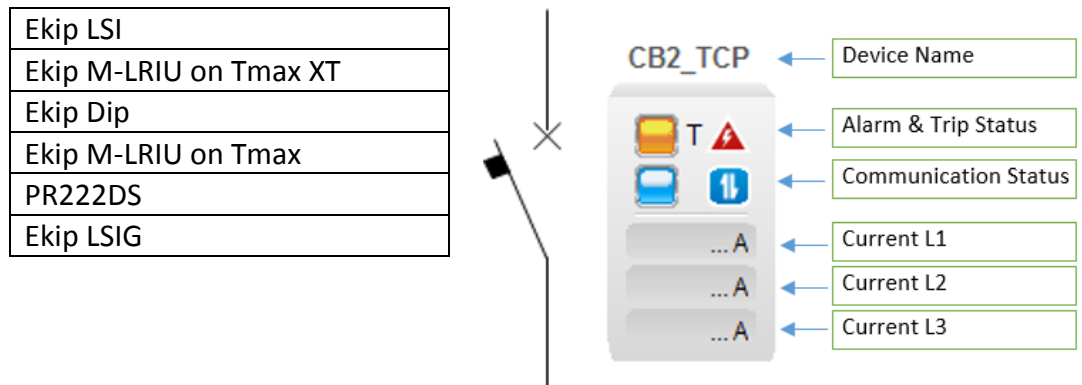 Ekip LSI
Ekip M-LRIU on Tmax XT
Ekip Dip
Ekip M-LRIU on Tmax
PR222DS
Ekip LSIG
CB2_TCP
Device Name
T
Alarm & Trip Status
Communication Status
... A
Current L1
... A
Current L2
... A
Current L3